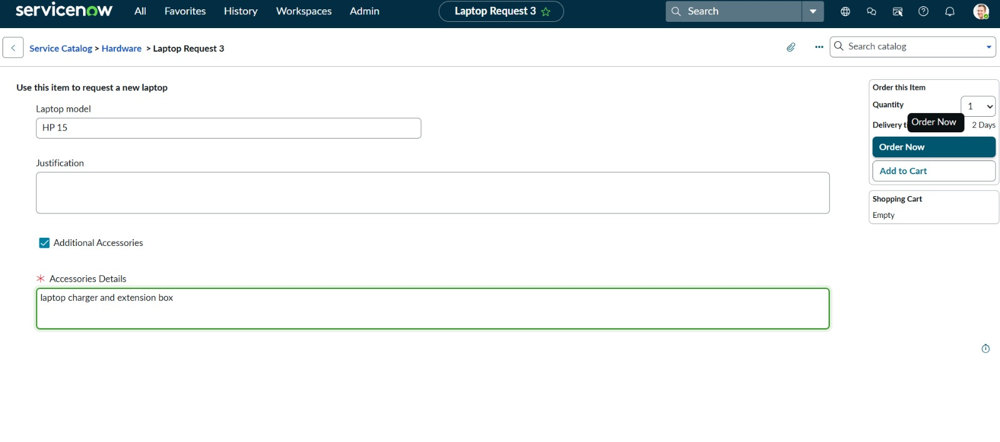 servicenow All Favorites History Workspaces Admin Laptop Request 3 Search
Service Catalog > Hardware > Laptop Request 3 Search catalog
Use this item to request a new laptop
Laptop model
HP 15
Justification
Additional Accessories
* Accessories Details
laptop charger and extension box
Order this Item
Quantity 1
Order Now
Delivery 2 Days
Order Now
Add to Cart
Shopping Cart
Empty